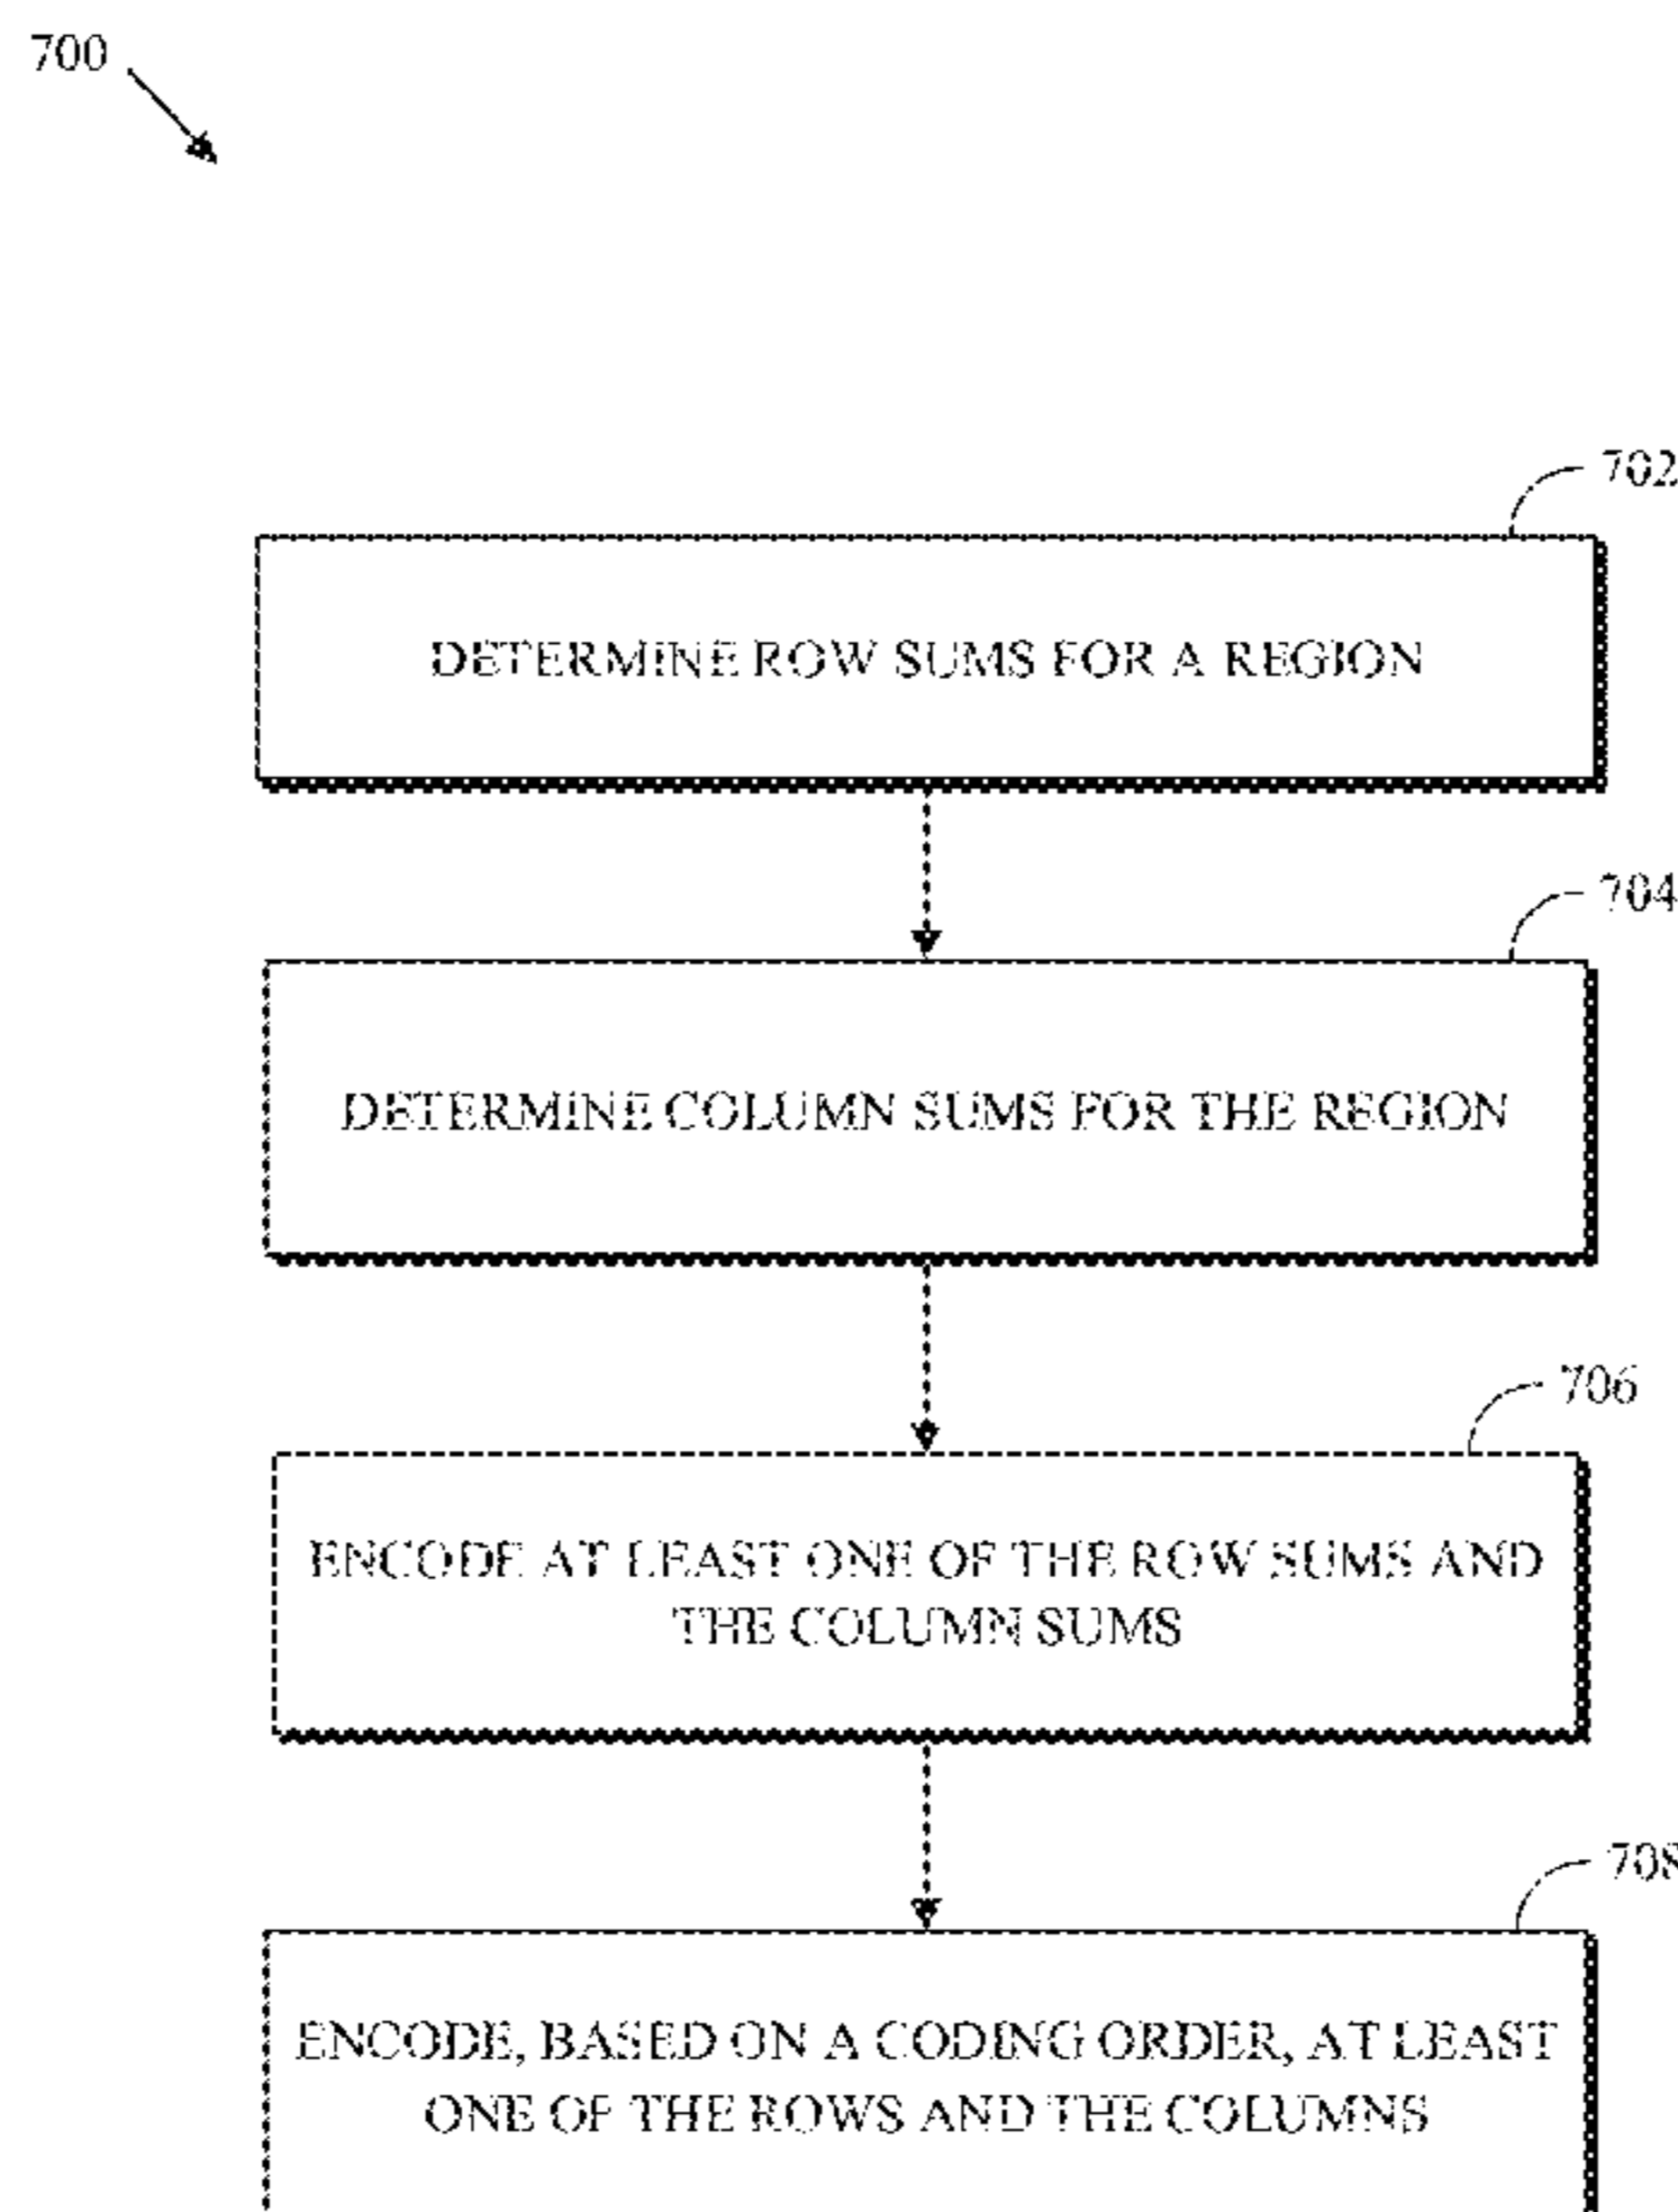 700
702
DETERMINE ROW SUMS FOR A REGION
704
DETERMINE COLUMN SUMS FOR THE REGION
706
ENCODE AT LEAST ONE OF THE ROW SUMS AND
THE COLUMN SUMS
708
ENCODE, BASED ON A CODING ORDER, AT LEAST
ONE OF THE ROWS AND THE COLUMNS